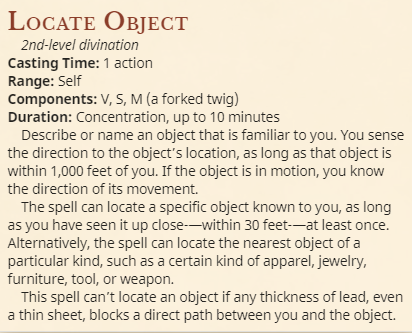 Locate Object
2nd-level divination
Casting Time: 1 action
Range: Self
Components: V, S, M (a forked twig)
Duration: Concentration, up to 10 minutes
Describe or name an object that is familiar to you. You sense
the direction to the object's location, as long as that object is
within 1,000 feet of you. If the object is in motion, you know
the direction of its movement.
The spell can locate a specific object known to you, as long
as you have seen it up close-—within 30 feet-—at least once.
Alternatively, the spell can locate the nearest object of a
particular kind, such as a certain kind of apparel, jewelry,
furniture, tool, or weapon.
This spell can't locate an object if any thickness of lead, even
a thin sheet, blocks a direct path between you and the object.